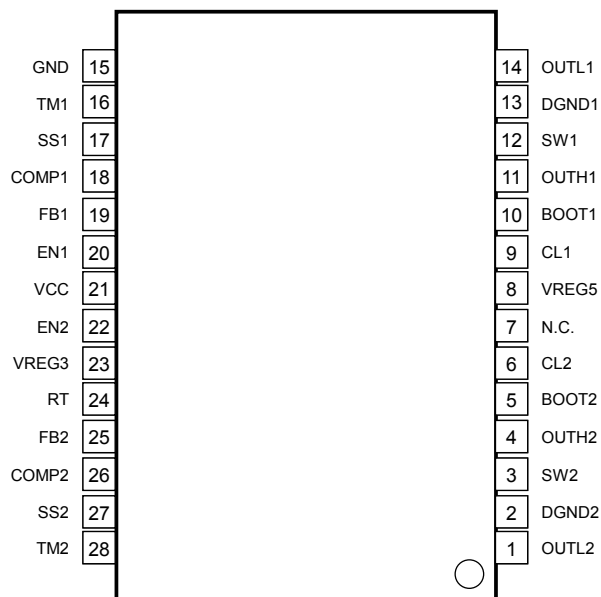 GND 15 14 OUTL1
TM1 16 13 DGND1
SS1 17 12 SW1
COMP1 18 11 OUTH1
FB1 19 10 BOOT1
EN1 20 9 CL1
VCC 21 8 VREG5
EN2 22 7 N.C.
VREG3 23 6 CL2
RT 24 5 BOOT2
FB2 25 4 OUTH2
COMP2 26 3 SW2
SS2 27 2 DGND2
TM2 28 1 OUTL2